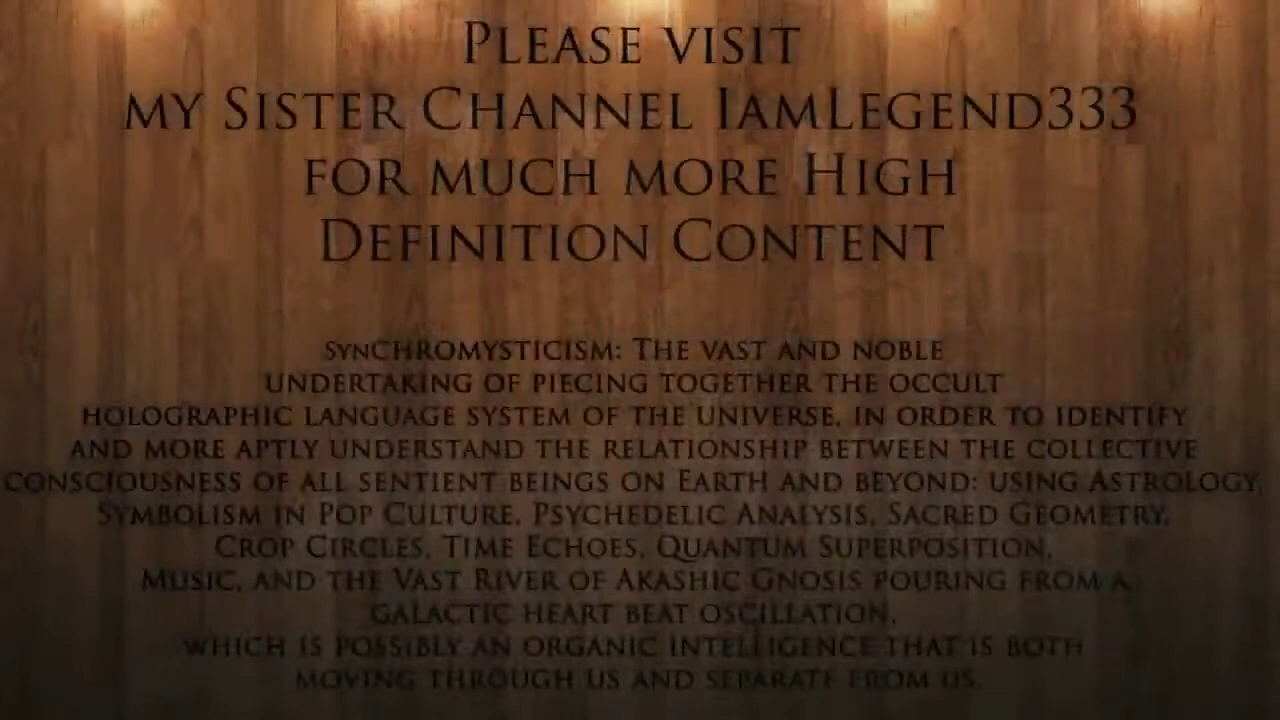 Please visit
my Sister Channel IamLegend333
for much more High
Definition Content
synchromysticism: The vast and noble
undertaking of piecing together the occult
holographic language system of the universe, in order to identify
and more aptly understand the relationship between the collective
consciousness of all sentient beings on Earth and beyond: using Astrology,
Symbolism in Pop Culture, Psychedelic Analysis, Sacred Geometry,
Crop Circles, Time Echoes, Quantum Superposition,
Music, and the Vast River of Akashic Gnosis pouring from a
galactic heart beat oscillation,
which is possibly an organic intelligence that is both
moving through us and separate from us.